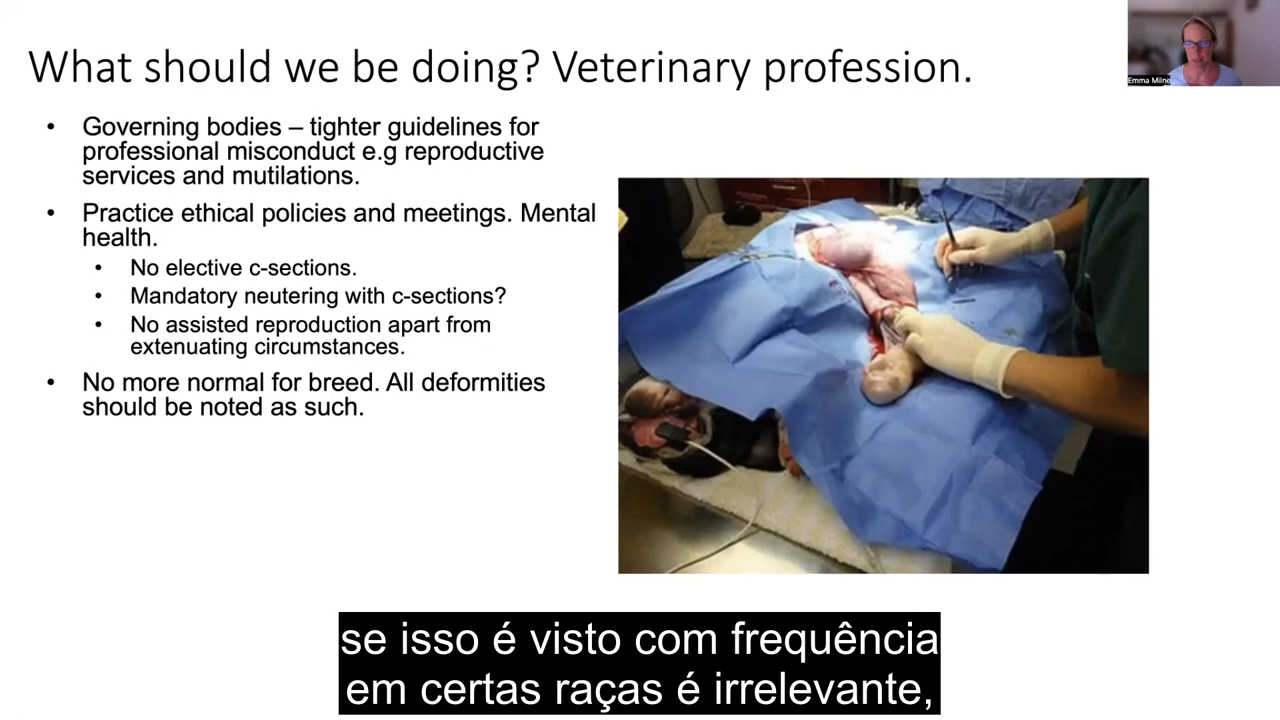 What should we be doing? Veterinary profession.
Emma Milne
• Governing bodies – tighter guidelines for
professional misconduct e.g reproductive
services and mutilations.
• Practice ethical policies and meetings. Mental
health.
• No elective c-sections.
• Mandatory neutering with c-sections?
• No assisted reproduction apart from
extenuating circumstances.
• No more normal for breed. All deformities
should be noted as such.
se isso é visto com frequência
em certas raças é irrelevante,